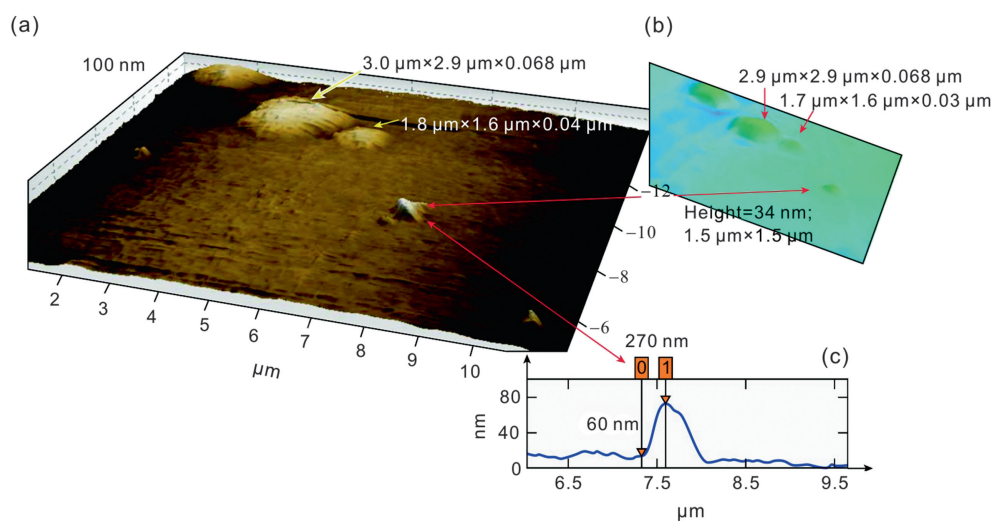 (a)
100 nm
3.0 μm×2.9 μm×0.068 μm
1.8 μm×1.6 μm×0.04 μm
−12
−10
−8
−6
2
3
4
5
6
7
8
9
10
μm
(b)
2.9 μm×2.9 μm×0.068 μm
1.7 μm×1.6 μm×0.03 μm
Height=34 nm;
1.5 μm×1.5 μm
(c)
270 nm
0 1
60 nm
80
40
0
nm
6.5 7.5 8.5 9.5
μm